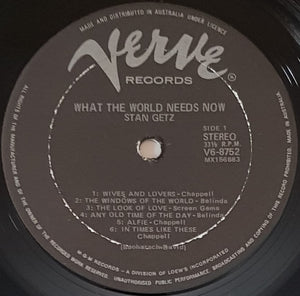 MADE AND DISTRIBUTED IN AUSTRALIA UNDER LICENCE
Verve
RECORDS
WHAT THE WORLD NEEDS NOW
STAN GETZ
SIDE 1
STEREO
33⅓ R.P.M.
V6-8752
MX186683
1: WIVES AND LOVERS - Chappell
2: THE WINDOWS OF THE WORLD - Belinda
3: THE LOOK OF LOVE - Screen Gems
4: ANY OLD TIME OF THE DAY - Belinda
5: ALFIE - Chappell
6: IN TIMES LIKE THESE
Chappell
(Bacharach-David)
M-G-M RECORDS - A DIVISION OF LOEW'S INCORPORATED
ALL RIGHTS OF THE MANUFACTURER AND OF THE OWNER OF THE RECORDED WORK RESERVED. UNAUTHORISED PUBLIC PERFORMANCE, BROADCASTING AND COPYING OF THIS RECORD PROHIBITED. MADE IN AUSTRALIA